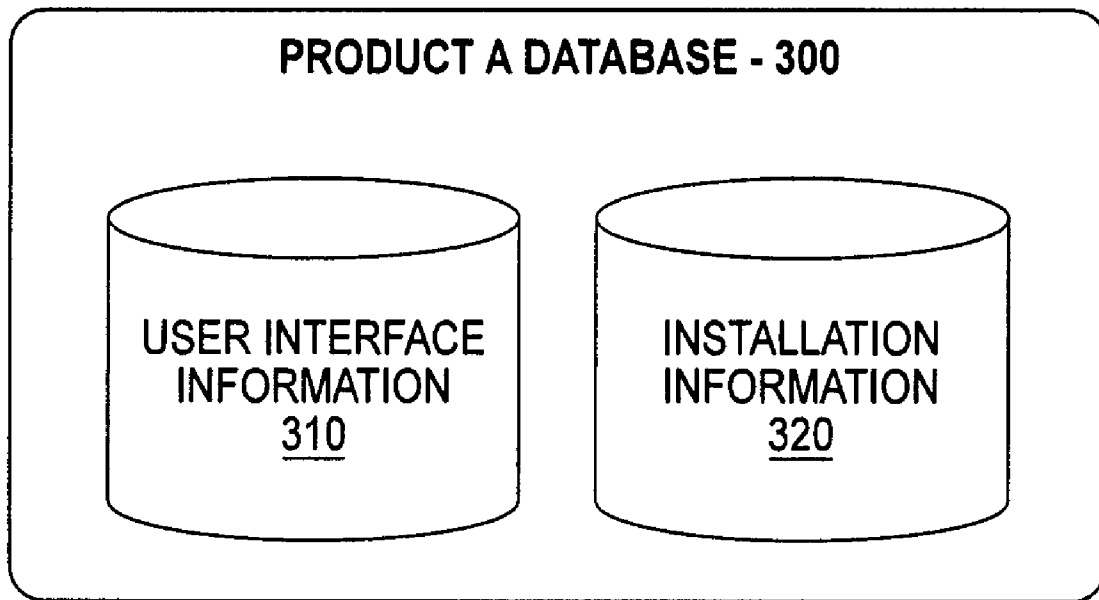 PRODUCT A DATABASE - 300
USER INTERFACE
INFORMATION
310
INSTALLATION
INFORMATION
320